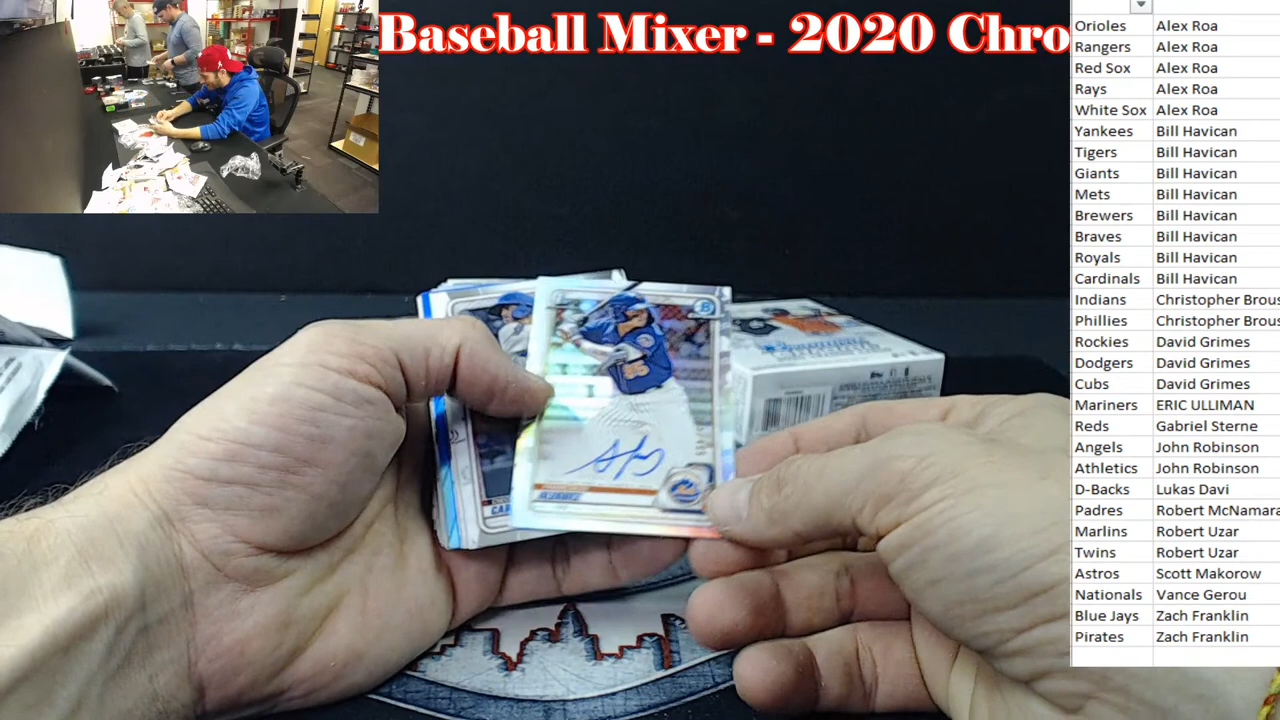 Baseball Mixer - 2020 Chro
Orioles Alex Roa
Rangers Alex Roa
Red Sox Alex Roa
Rays Alex Roa
White Sox Alex Roa
Yankees Bill Havican
Tigers Bill Havican
Giants Bill Havican
Mets Bill Havican
Brewers Bill Havican
Braves Bill Havican
Royals Bill Havican
Cardinals Bill Havican
Indians Christopher Brous
Phillies Christopher Brous
Rockies David Grimes
Dodgers David Grimes
Cubs David Grimes
Mariners ERIC ULLIMAN
Reds Gabriel Sterne
Angels John Robinson
Athletics John Robinson
D-Backs Lukas Davi
Padres Robert McNamara
Marlins Robert Uzar
Twins Robert Uzar
Astros Scott Makorow
Nationals Vance Gerou
Blue Jays Zach Franklin
Pirates Zach Franklin